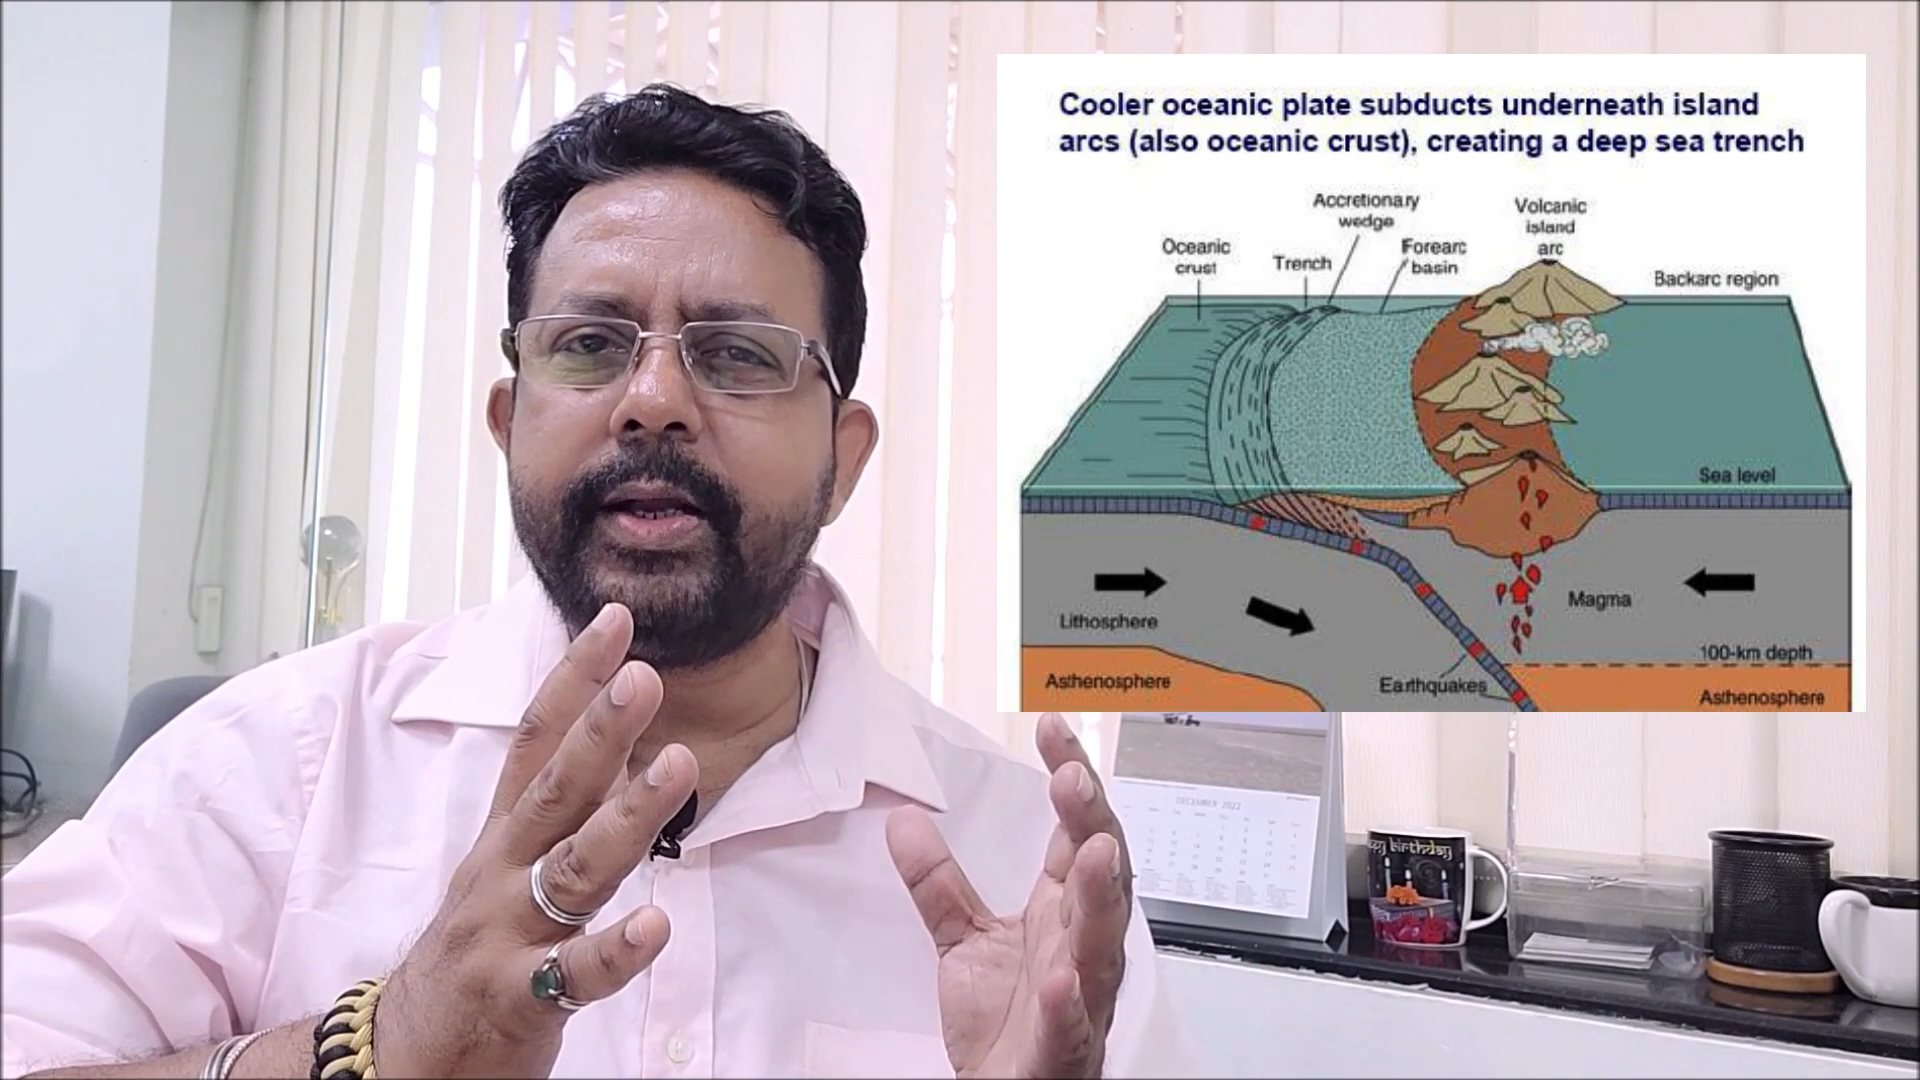 Cooler oceanic plate subducts underneath island
arcs (also oceanic crust), creating a deep sea trench
Accretionary
wedge
Volcanic
island
arc
Oceanic
crust
Trench
Forearc
basin
Backarc region
Sea level
Magma
Lithosphere
100-km depth
Asthenosphere
Earthquakes
Asthenosphere
DECEMBER 2022
birthday